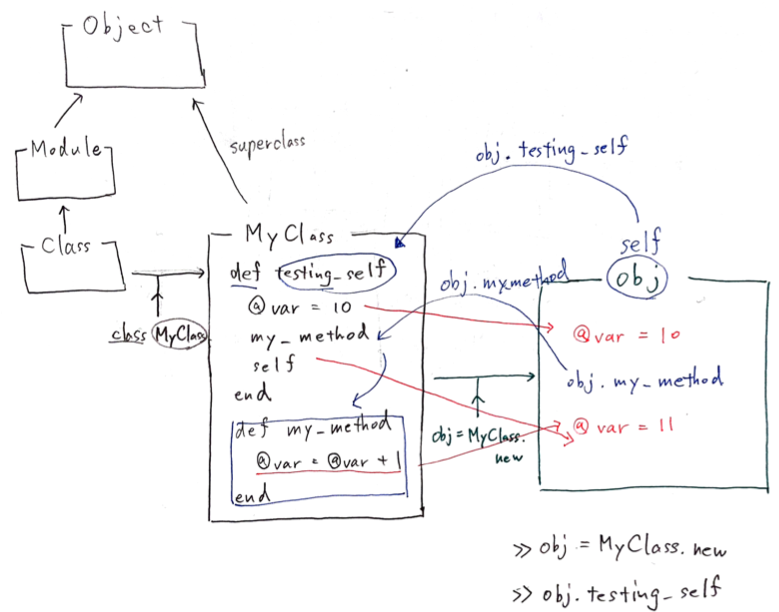 Object
Module
superclass
Class
class MyClass
MyClass
def testing_self
@var = 10
my_method
self
end
def my_method
@var = @var + 1
end
obj.testing_self
self
obj
obj.mymethod
@var = 10
obj.my_method
@var = 11
obj = MyClass.
new
>> obj = MyClass.new
>> obj.testing_self